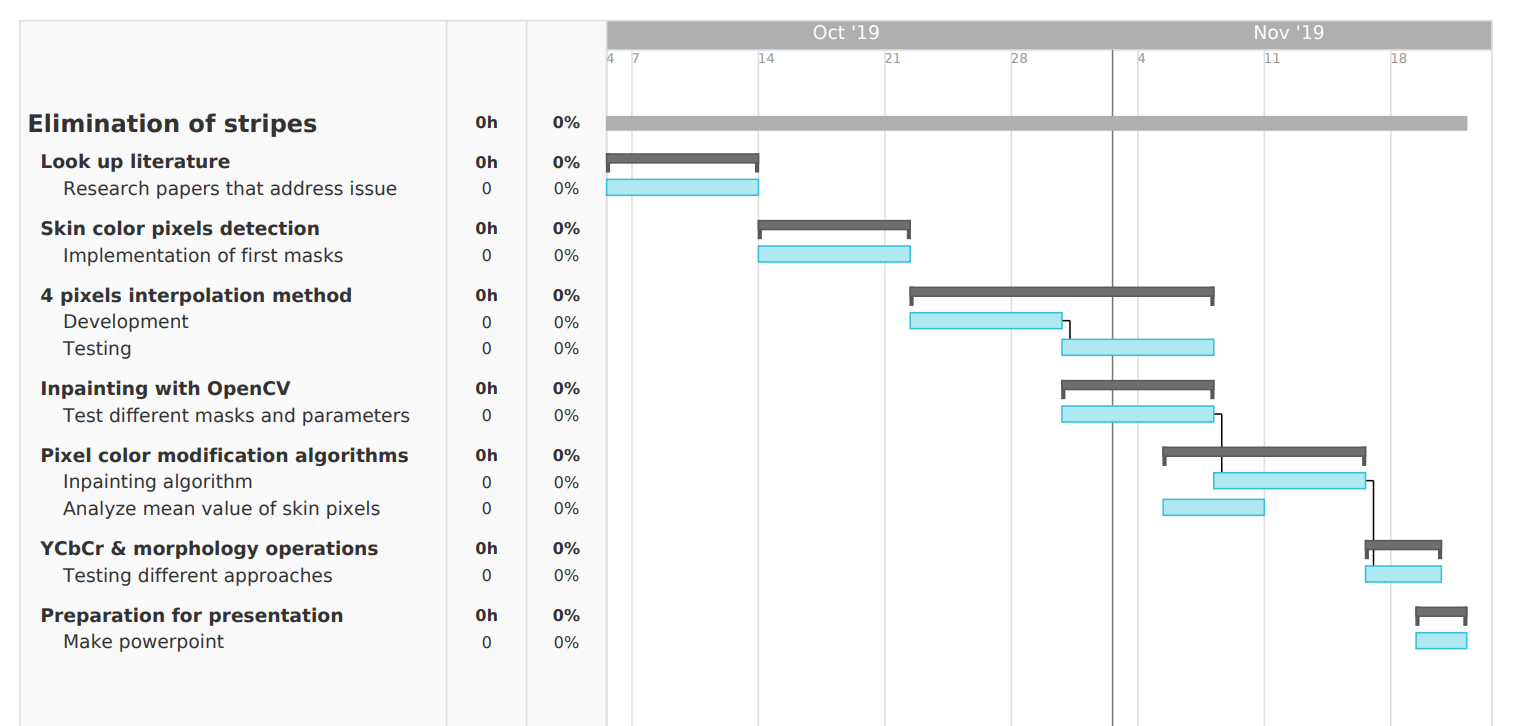 Oct '19 Nov '19
4 7 14 21 28 4 11 18
Elimination of stripes 0h 0%
Look up literature 0h 0%
Research papers that address issue 0 0%
Skin color pixels detection 0h 0%
Implementation of first masks 0 0%
4 pixels interpolation method 0h 0%
Development 0 0%
Testing 0 0%
Inpainting with OpenCV 0h 0%
Test different masks and parameters 0 0%
Pixel color modification algorithms 0h 0%
Inpainting algorithm 0 0%
Analyze mean value of skin pixels 0 0%
YCbCr & morphology operations 0h 0%
Testing different approaches 0 0%
Preparation for presentation 0h 0%
Make powerpoint 0 0%